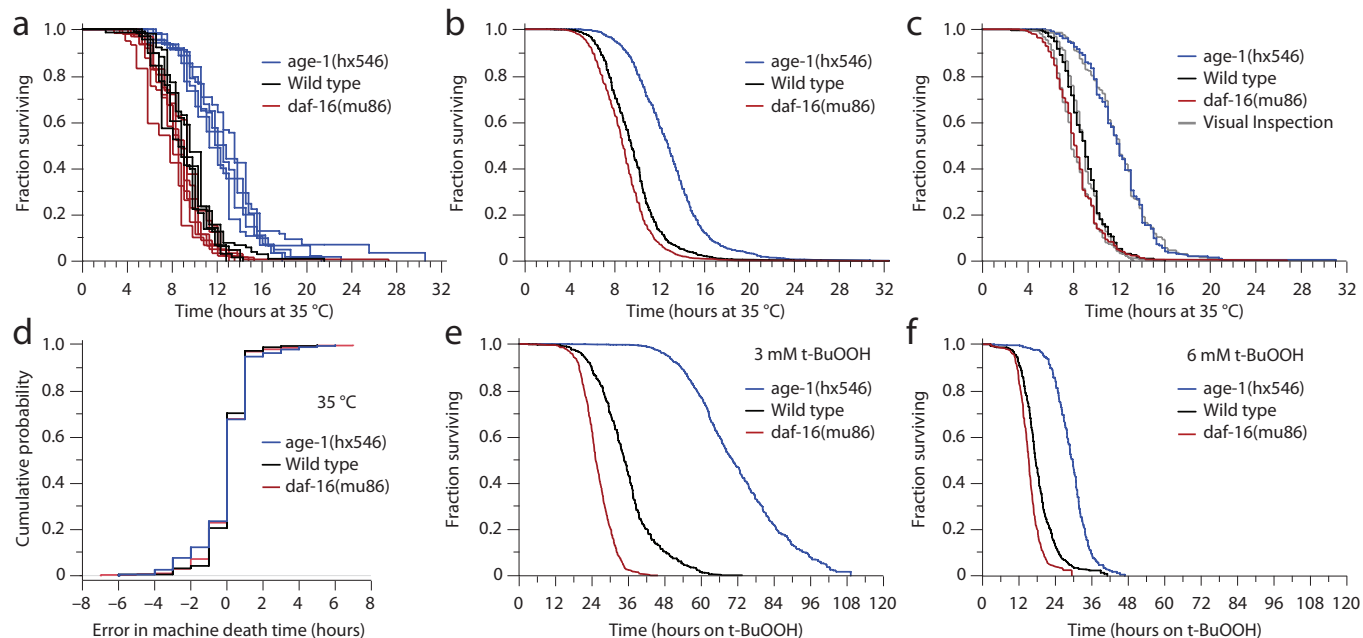 a
1.0
0.8
0.6
0.4
0.2
0
Fraction surviving
age-1(hx546)
Wild type
daf-16(mu86)
0 4 8 12 16 20 24 28 32
Time (hours at 35 °C)
b
1.0
0.8
0.6
0.4
0.2
0
Fraction surviving
age-1(hx546)
Wild type
daf-16(mu86)
0 4 8 12 16 20 24 28 32
Time (hours at 35 °C)
c
1.0
0.8
0.6
0.4
0.2
0
Fraction surviving
age-1(hx546)
Wild type
daf-16(mu86)
Visual Inspection
0 4 8 12 16 20 24 28 32
Time (hours at 35 °C)
d
1.0
0.8
0.6
0.4
0.2
0
Cumulative probability
35 °C
age-1(hx546)
Wild type
daf-16(mu86)
−8 −6 −4 −2 0 2 4 6 8
Error in machine death time (hours)
e
1.0
0.8
0.6
0.4
0.2
0
Fraction surviving
3 mM t-BuOOH
age-1(hx546)
Wild type
daf-16(mu86)
0 12 24 36 48 60 72 84 96 108 120
Time (hours on t-BuOOH)
f
1.0
0.8
0.6
0.4
0.2
0
Fraction surviving
6 mM t-BuOOH
age-1(hx546)
Wild type
daf-16(mu86)
0 12 24 36 48 60 72 84 96 108 120
Time (hours on t-BuOOH)